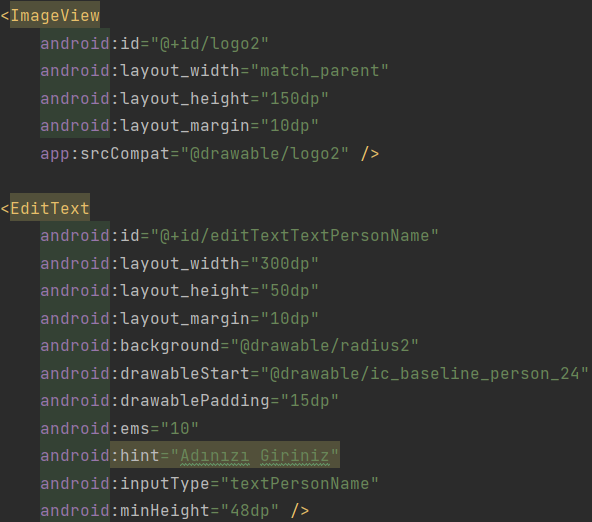 <ImageView
android:id="@+id/logo2"
android:layout_width="match_parent"
android:layout_height="150dp"
android:layout_margin="10dp"
app:srcCompat="@drawable/logo2" />
<EditText
android:id="@+id/editTextTextPersonName"
android:layout_width="300dp"
android:layout_height="50dp"
android:layout_margin="10dp"
android:background="@drawable/radius2"
android:drawableStart="@drawable/ic_baseline_person_24"
android:drawablePadding="15dp"
android:ems="10"
android:hint="Adınızı Giriniz"
android:inputType="textPersonName"
android:minHeight="48dp" />